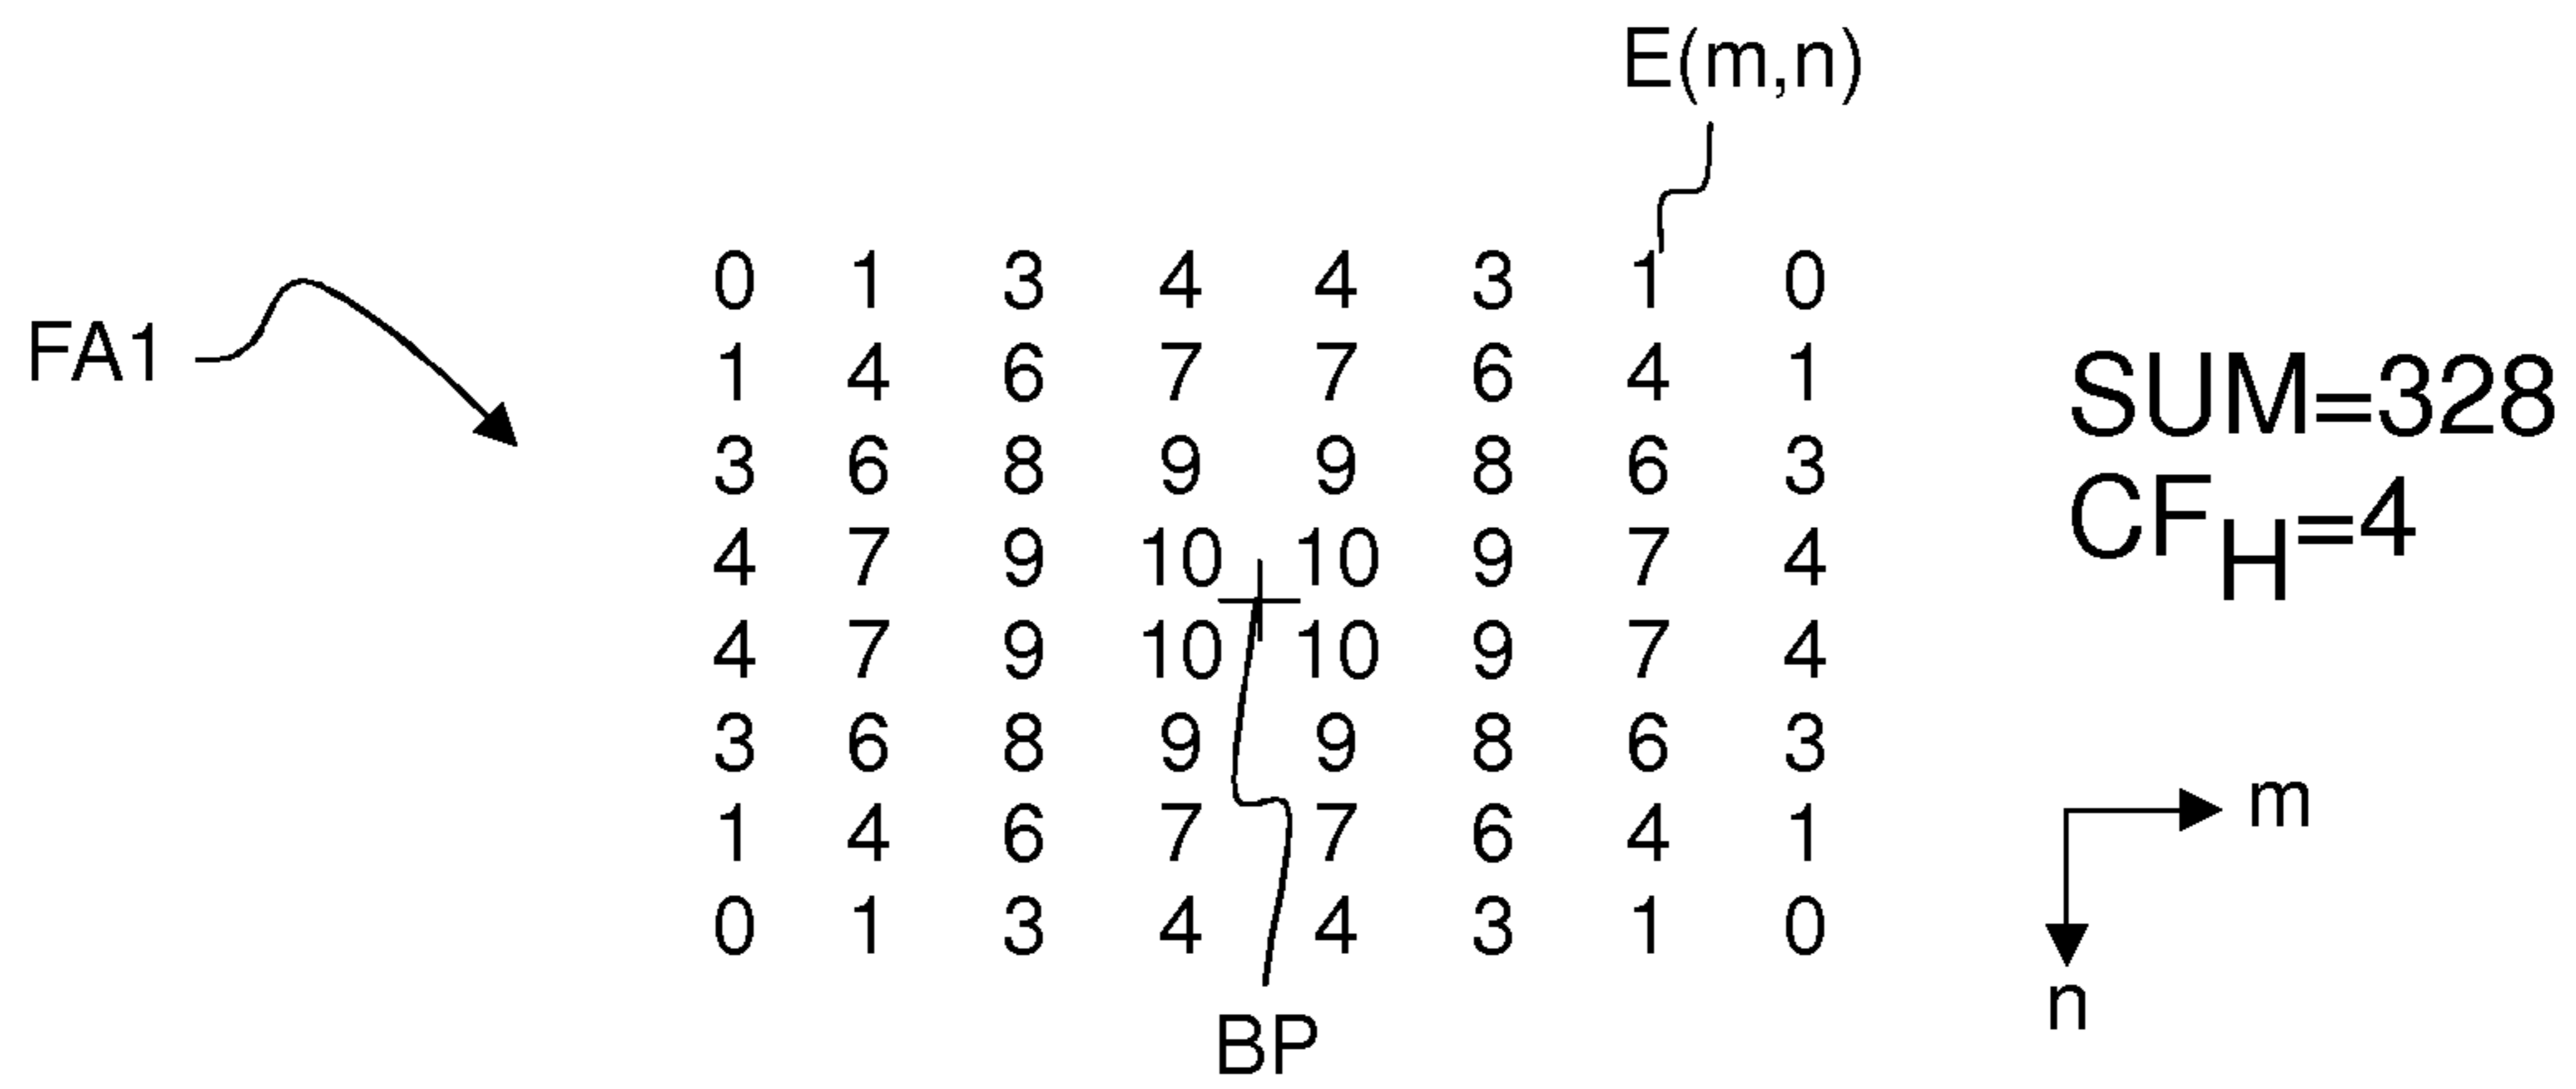 E(m,n)
FA1
0 1 3 4 4 3 1 0
1 4 6 7 7 6 4 1
3 6 8 9 9 8 6 3
4 7 9 10 10 9 7 4
4 7 9 10 10 9 7 4
3 6 8 9 9 8 6 3
1 4 6 7 7 6 4 1
0 1 3 4 4 3 1 0
SUM=328
CFH=4
m
n
BP